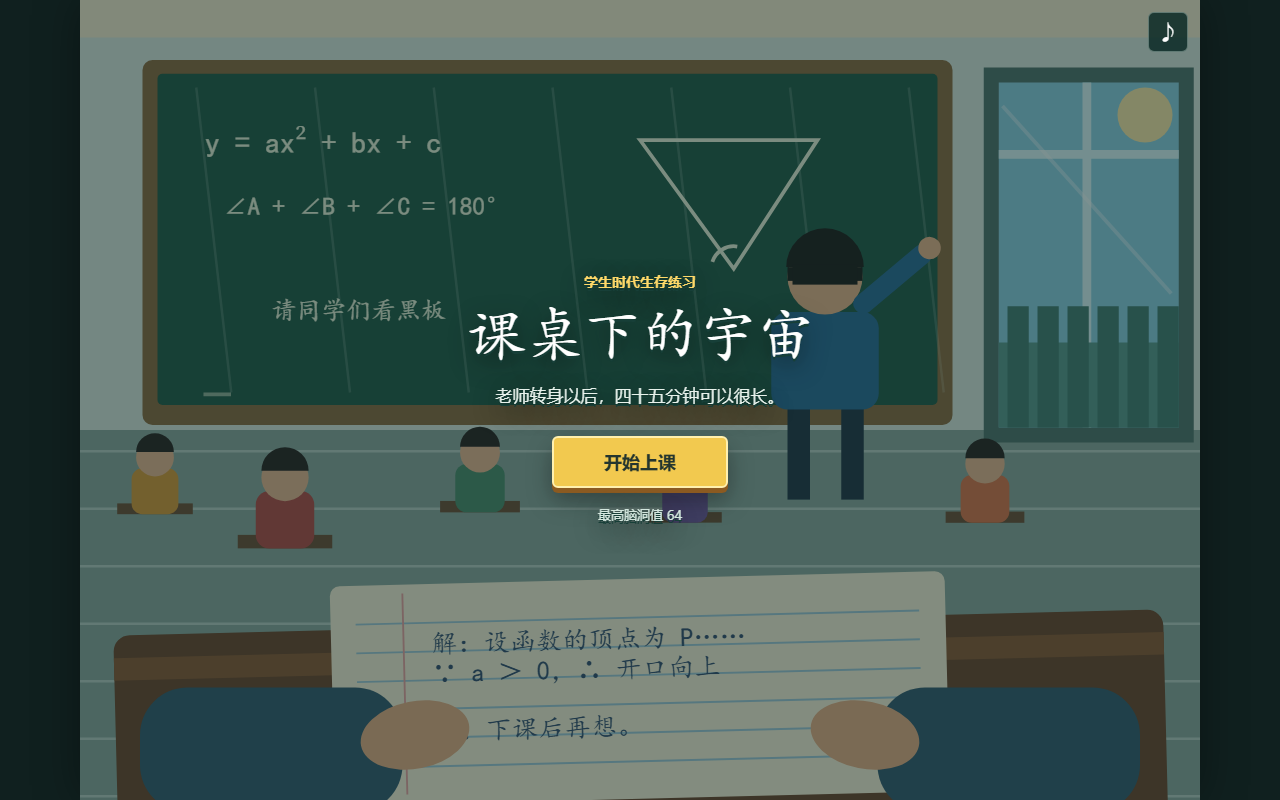 ♪
y = ax² + bx + c
∠A + ∠B + ∠C = 180°
请同学们看黑板
学生时代生存练习
课桌下的宇宙
老师转身以后，四十五分钟可以很长。
开始上课
最高脑洞值 64
解：设函数的顶点为 P……
∵ a > 0, ∴ 开口向上
下课后再想。